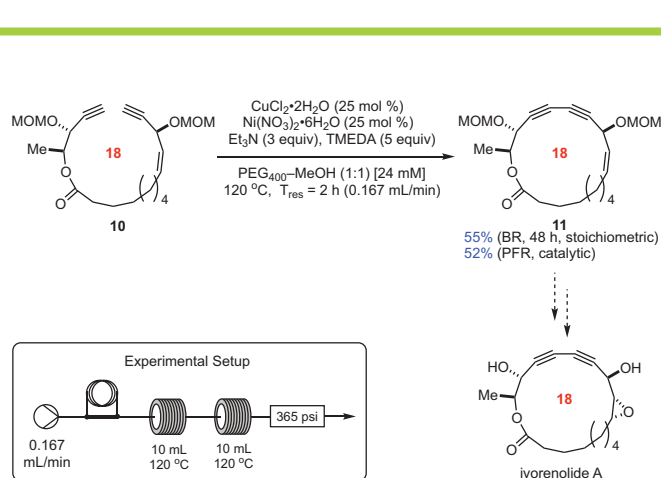 MOMO
OMOM
Me
18
O
O
4
10
CuCl2•2H2O (25 mol %)
Ni(NO3)2•6H2O (25 mol %)
Et3N (3 equiv), TMEDA (5 equiv)
PEG400–MeOH (1:1) [24 mM]
120 °C, Tres = 2 h (0.167 mL/min)
MOMO
OMOM
Me
18
O
O
4
11
55% (BR, 48 h, stoichiometric)
52% (PFR, catalytic)
Experimental Setup
365 psi
0.167
mL/min
10 mL
120 °C
10 mL
120 °C
HO
OH
Me
18
O
O
O
4
ivorenolide A